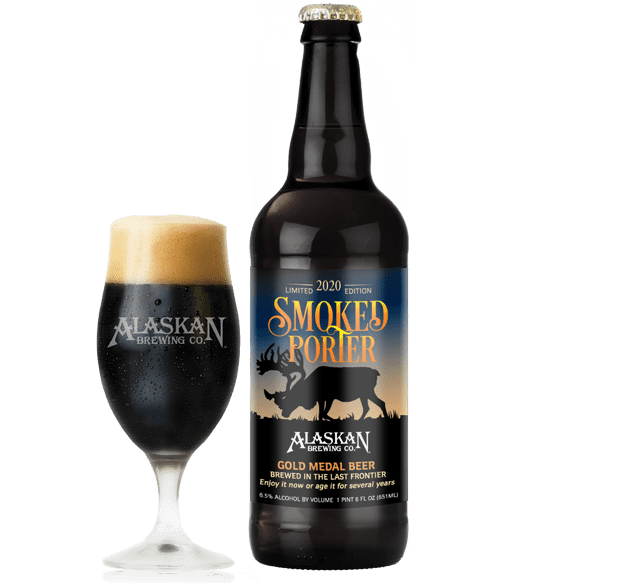 ALASKAN
BREWING CO.
LIMITED 2020 EDITION
SMOKED
PORTER
ALASKAN
BREWING CO.
GOLD MEDAL BEER
BREWED IN THE LAST FRONTIER
Enjoy it now or age it for several years
6.5% ALCOHOL BY VOLUME 1 PINT 6 FL OZ (651ML)